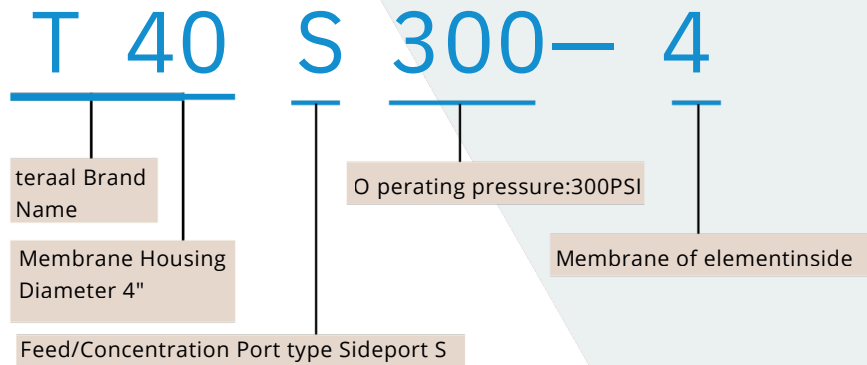 T 40 S 300— 4
teraal Brand
Name
O perating pressure:300PSI
Membrane Housing
Diameter 4"
Membrane of elementinside
Feed/Concentration Port type Sideport S